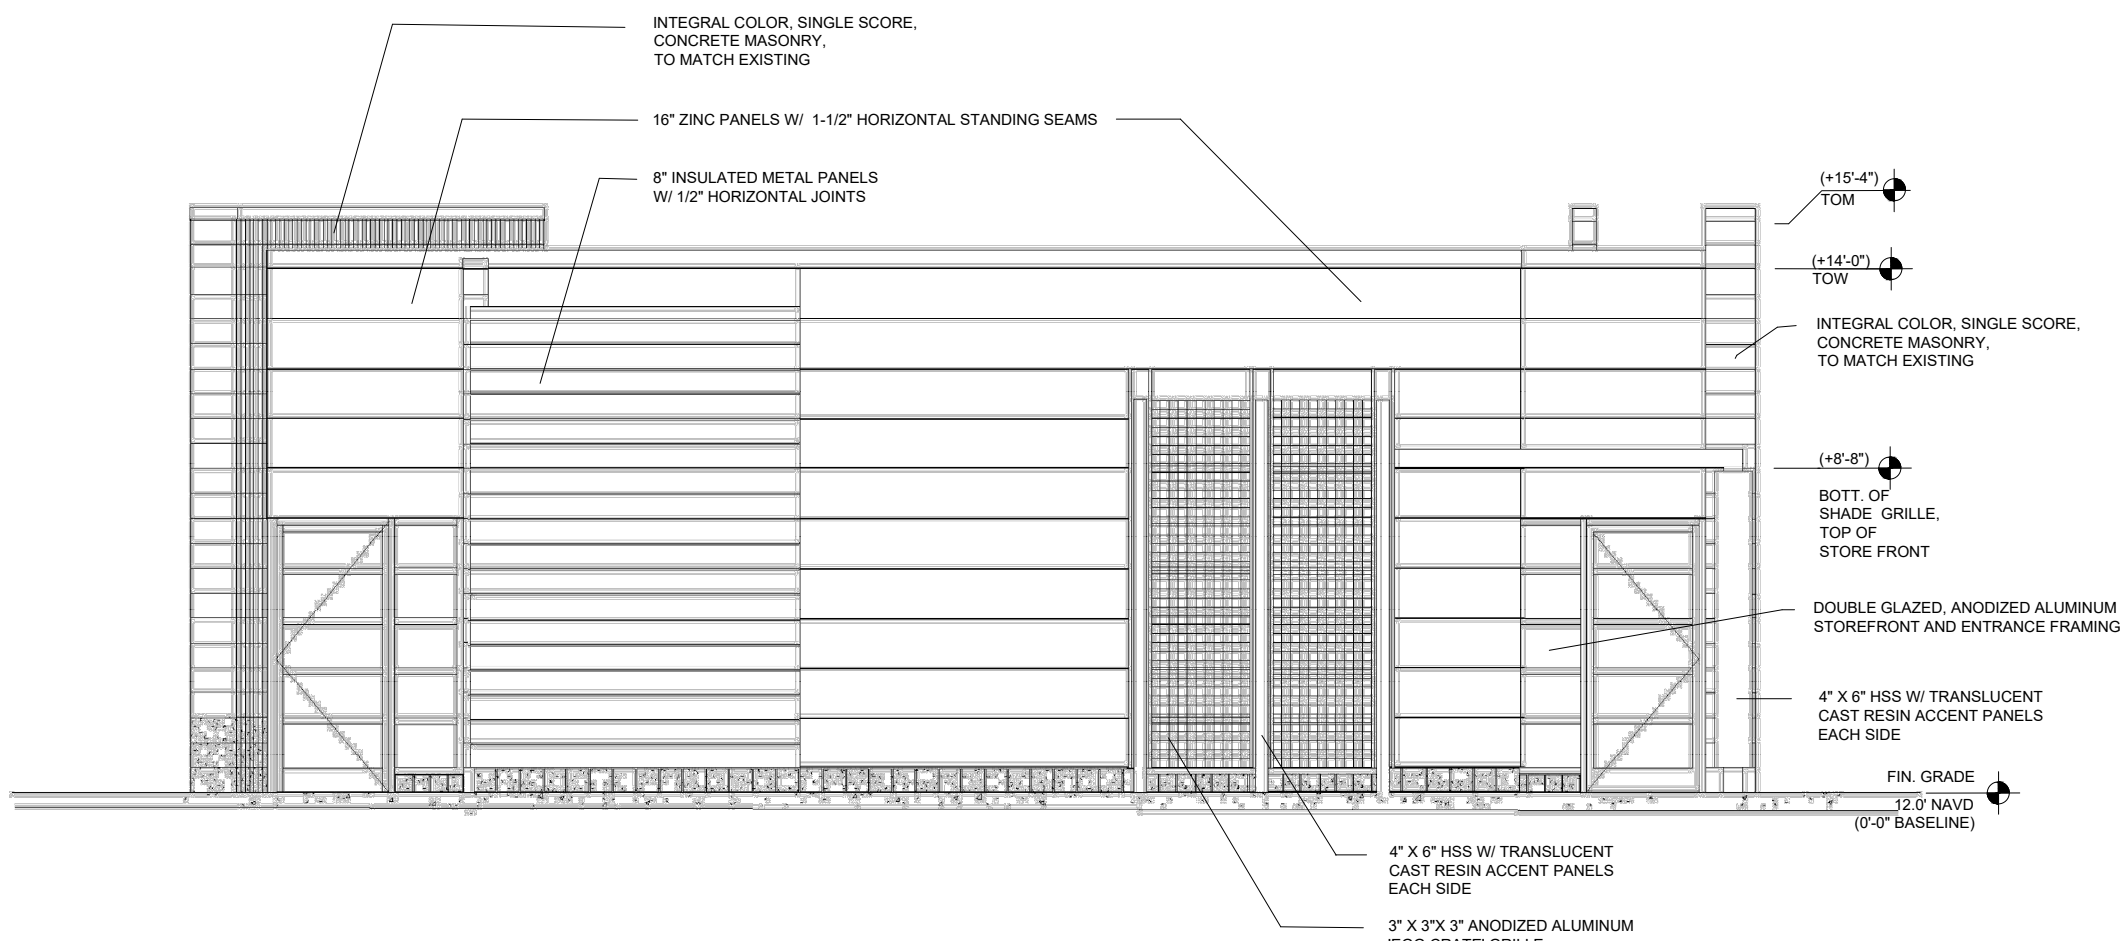 INTEGRAL COLOR, SINGLE SCORE,
CONCRETE MASONRY,
TO MATCH EXISTING
16" ZINC PANELS W/  1-1/2" HORIZONTAL STANDING SEAMS
8" INSULATED METAL PANELS
W/ 1/2" HORIZONTAL JOINTS
(+15'-4")
TOM
(+14'-0")
TOW
INTEGRAL COLOR, SINGLE SCORE,
CONCRETE MASONRY,
TO MATCH EXISTING
(+8'-8")
BOTT. OF
SHADE  GRILLE,
TOP OF
STORE FRONT
DOUBLE GLAZED, ANODIZED ALUMINUM
STOREFRONT AND ENTRANCE FRAMING
4" X 6" HSS W/ TRANSLUCENT
CAST RESIN ACCENT PANELS
EACH SIDE
FIN. GRADE
12.0' NAVD
(0'-0" BASELINE)
4" X 6" HSS W/ TRANSLUCENT
CAST RESIN ACCENT PANELS
EACH SIDE
3" X 3"X 3" ANODIZED ALUMINUM